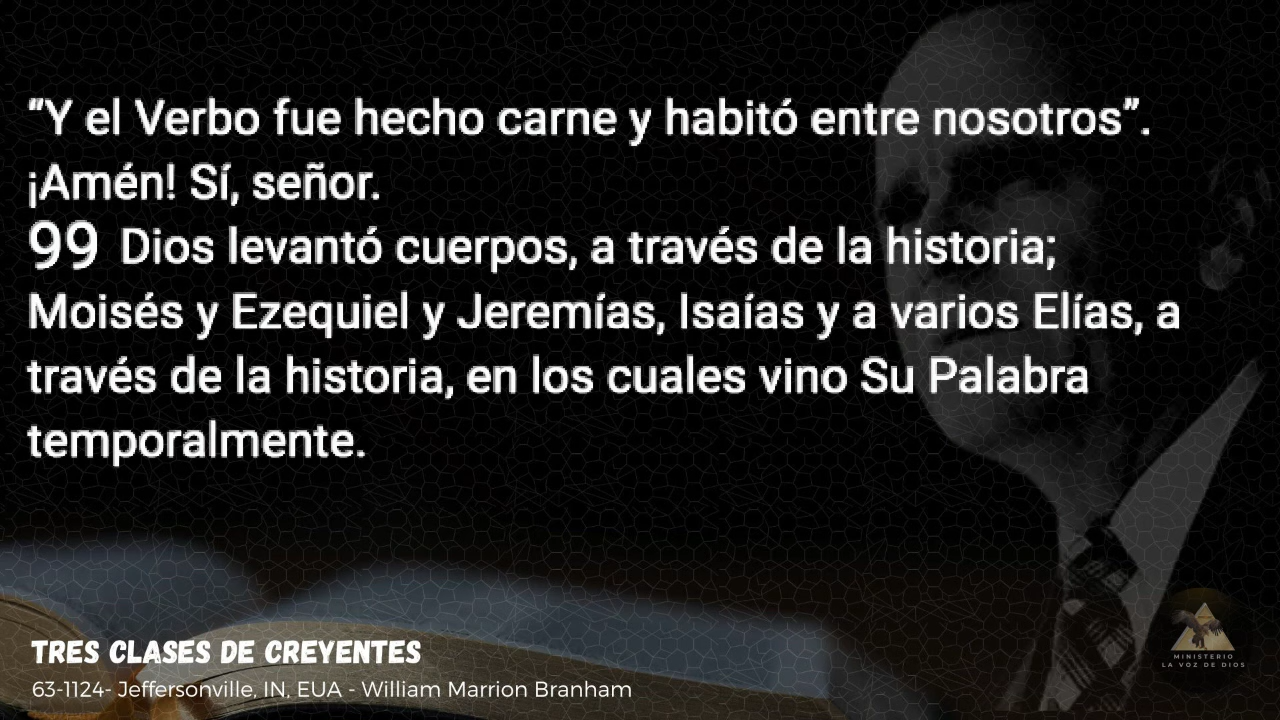 "Y el Verbo fue hecho carne y habitó entre nosotros".
¡Amén! Sí, señor.
99 Dios levantó cuerpos, a través de la historia;
Moisés y Ezequiel y Jeremías, Isaías y a varios Elías, a
través de la historia, en los cuales vino Su Palabra
temporalmente.
TRES CLASES DE CREYENTES
63-1124- Jeffersonville, IN, EUA - William Marrion Branham
MINISTERIO
LA VOZ DE DIOS